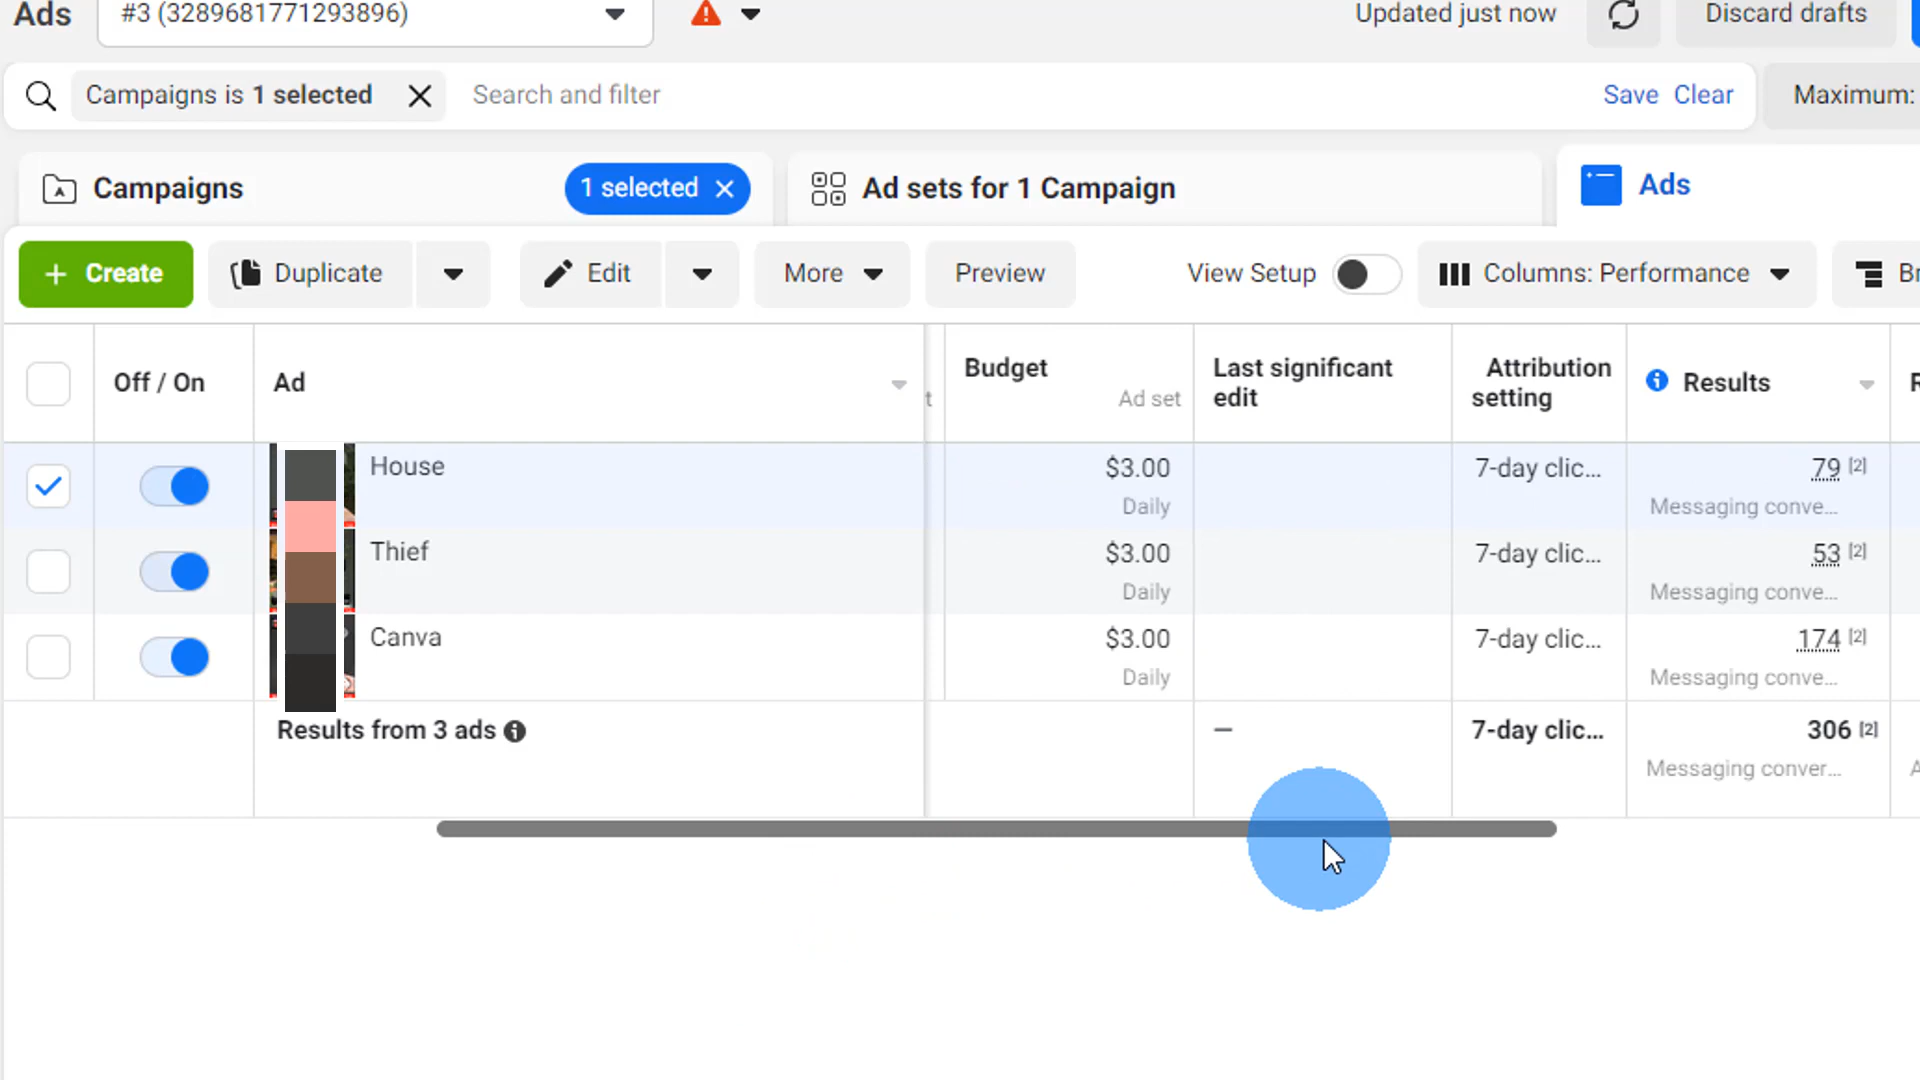 Ads #3 (3289681771293896) Updated just now Discard drafts
Campaigns is 1 selected Search and filter Save Clear Maximum:
Campaigns 1 selected Ad sets for 1 Campaign Ads
+ Create Duplicate Edit More Preview View Setup Columns: Performance
Off / On Ad Budget Ad set Last significant edit Attribution setting Results
House $3.00 7-day clic... 79 [2]
Daily Messaging conve...
Thief $3.00 7-day clic... 53 [2]
Daily Messaging conve...
Canva $3.00 7-day clic... 174 [2]
Daily Messaging conve...
Results from 3 ads — 7-day clic... 306 [2]
Messaging conver...